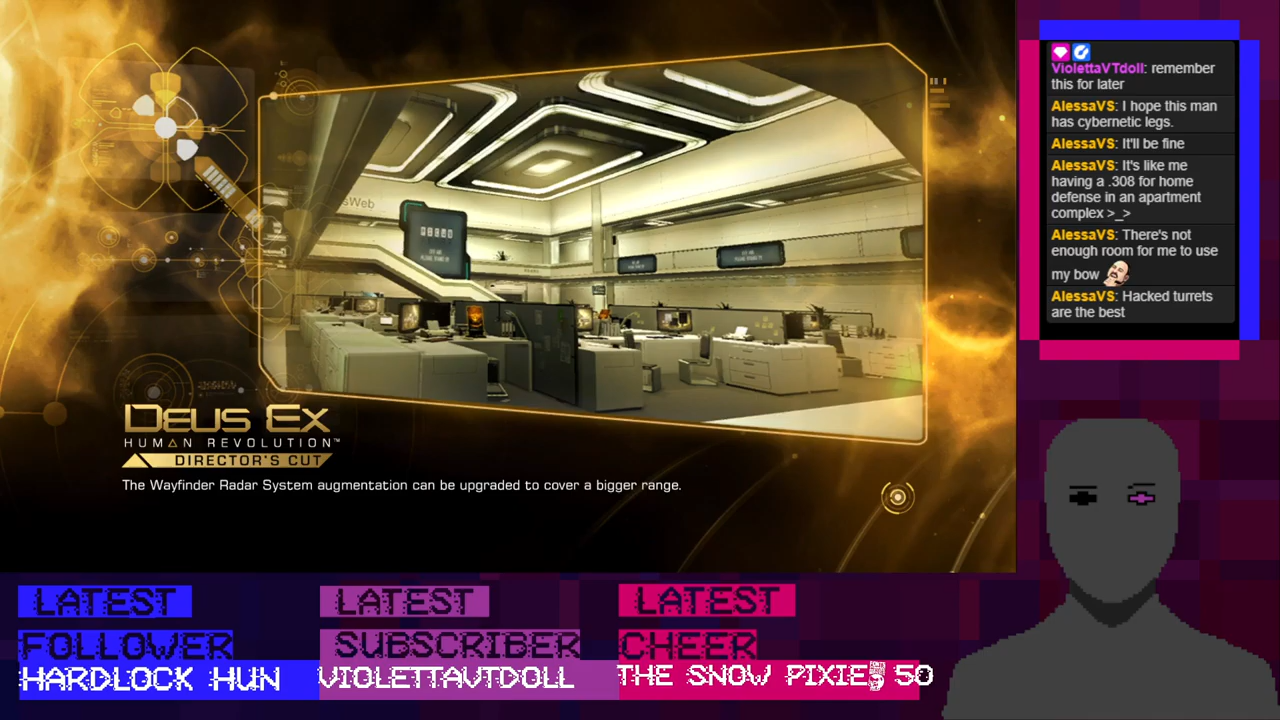 sWeb
PICUS
DEUS EX
HUMAN REVOLUTION™
DIRECTOR'S CUT
The Wayfinder Radar System augmentation can be upgraded to cover a bigger range.
ViolettaVTdoll: remember
this for later
AlessaVS: I hope this man
has cybernetic legs.
AlessaVS: It'll be fine
AlessaVS: It's like me
having a .308 for home
defense in an apartment
complex >_>
AlessaVS: There's not
enough room for me to use
my bow
AlessaVS: Hacked turrets
are the best
LATEST
FOLLOWER
HARDLOCK HUN
LATEST
SUBSCRIBER
VIOLETTAVTDOLL
LATEST
CHEER
THE SNOW PIXIE 50